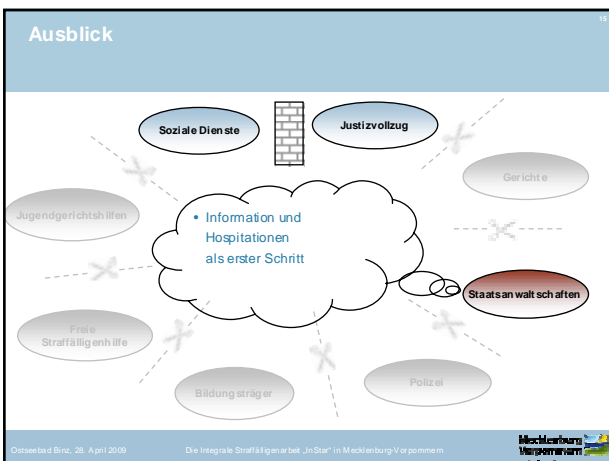 Ausblick
15
Soziale Dienste
Justizvollzug
Gerichte
Jugendgerichtshilfen
• Information und
Hospitationen
als erster Schritt
Staatsanwaltschaften
Freie
Straffälligenhilfe
Polizei
Bildungsträger
Ostseebad Binz, 28. April 2009
Die Integrale Straffälligenarbeit „InStar“ in Mecklenburg-Vorpommern
Mecklenburg
Vorpommern